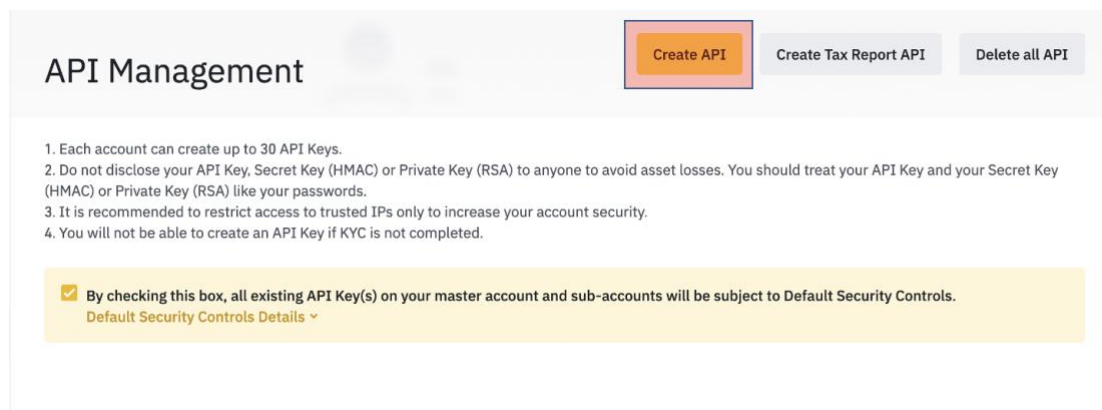 API Management
Create API
Create Tax Report API
Delete all API
1. Each account can create up to 30 API Keys.
2. Do not disclose your API Key, Secret Key (HMAC) or Private Key (RSA) to anyone to avoid asset losses. You should treat your API Key and your Secret Key
(HMAC) or Private Key (RSA) like your passwords.
3. It is recommended to restrict access to trusted IPs only to increase your account security.
4. You will not be able to create an API Key if KYC is not completed.
By checking this box, all existing API Key(s) on your master account and sub-accounts will be subject to Default Security Controls.
Default Security Controls Details